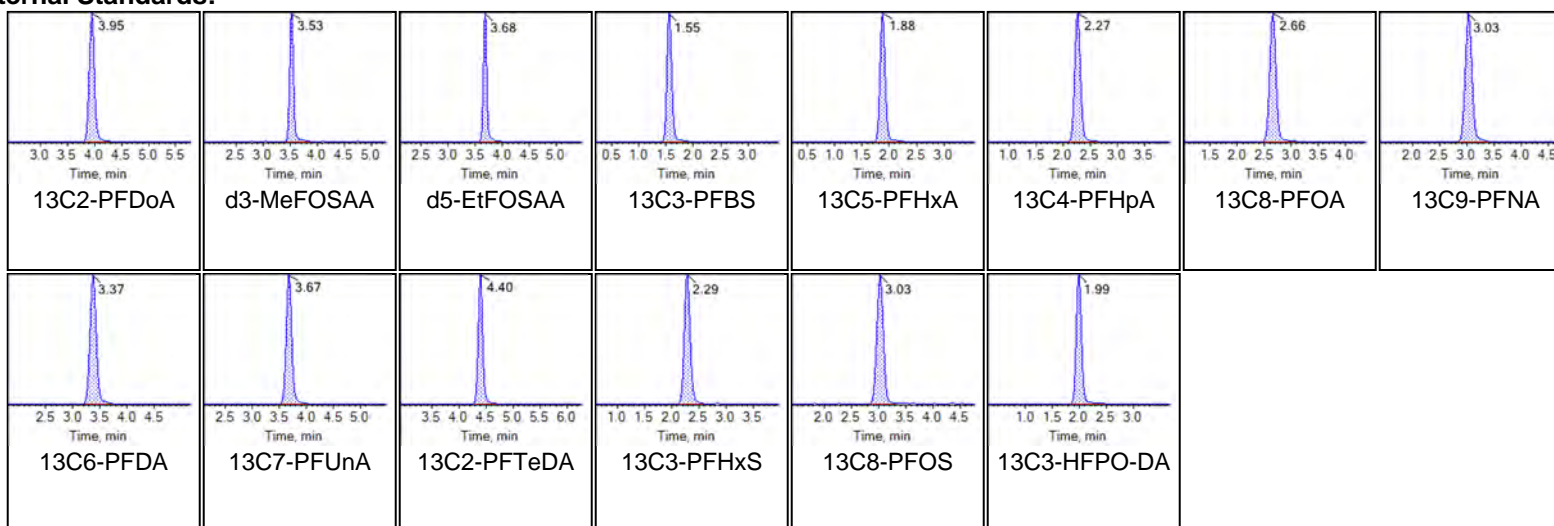 ternal Standards:
3.95 3.53 3.68 1.55 1.88 2.27 2.66 3.03
3.0 3.5 4.0 4.5 5.0 5.5 2.5 3.0 3.5 4.0 4.5 5.0 2.5 3.0 3.5 4.0 4.5 5.0 0.5 1.0 1.5 2.0 2.5 3.0 0.5 1.0 1.5 2.0 2.5 3.0 1.0 1.5 2.0 2.5 3.0 3.5 1.5 2.0 2.5 3.0 3.5 4.0 2.0 2.5 3.0 3.5 4.0 4.5
Time, min Time, min Time, min Time, min Time, min Time, min Time, min Time, min
13C2-PFDoA d3-MeFOSAA d5-EtFOSAA 13C3-PFBS 13C5-PFHxA 13C4-PFHpA 13C8-PFOA 13C9-PFNA
3.37 3.67 4.40 2.29 3.03 1.99
2.5 3.0 3.5 4.0 4.5 2.5 3.0 3.5 4.0 4.5 5.0 3.5 4.0 4.5 5.0 5.5 6.0 1.0 1.5 2.0 2.5 3.0 3.5 2.0 2.5 3.0 3.5 4.0 4.5 1.0 1.5 2.0 2.5 3.0
Time, min Time, min Time, min Time, min Time, min Time, min
13C6-PFDA 13C7-PFUnA 13C2-PFTeDA 13C3-PFHxS 13C8-PFOS 13C3-HFPO-DA